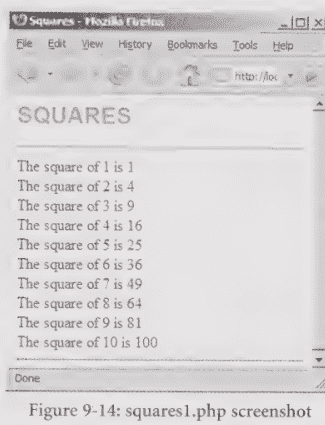 Squares - Mozilla Firefox
File Edit View History Bookmarks Tools Help
http://loc
SQUARES
The square of 1 is 1
The square of 2 is 4
The square of 3 is 9
The square of 4 is 16
The square of 5 is 25
The square of 6 is 36
The square of 7 is 49
The square of 8 is 64
The square of 9 is 81
The square of 10 is 100
Done
Figure 9-14: squares1.php screenshot